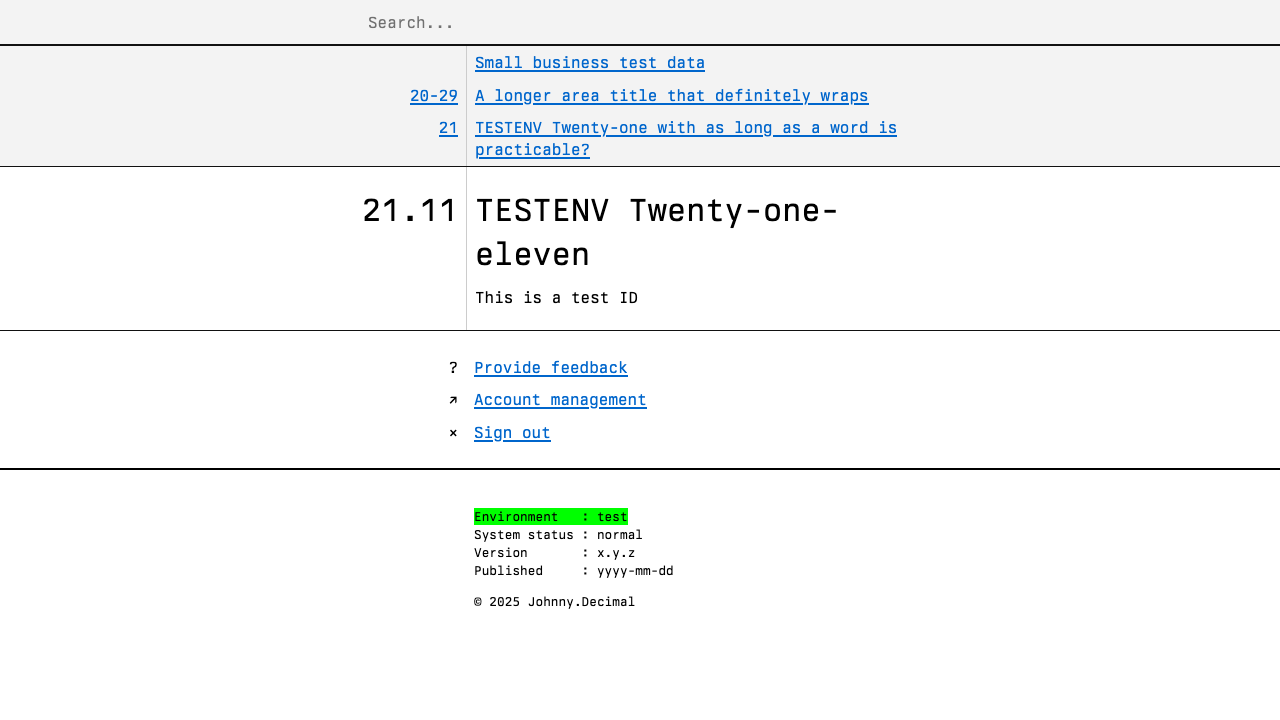 Search...
Small business test data
20-29 A longer area title that definitely wraps
21 TESTENV Twenty-one with as long as a word is
practicable?
21.11 TESTENV Twenty-one-
eleven
This is a test ID
? Provide feedback
↗ Account management
× Sign out
Environment : test
System status : normal
Version : x.y.z
Published : yyyy-mm-dd
© 2025 Johnny.Decimal